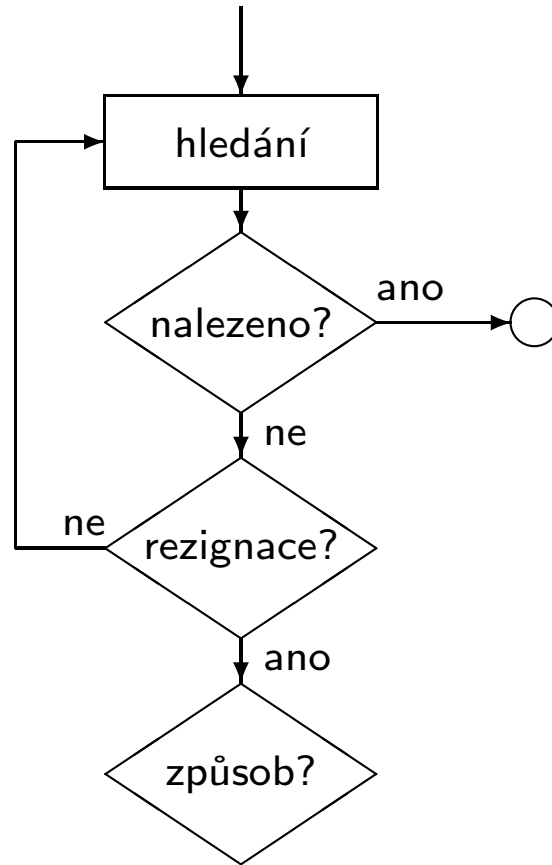 hledání
ano
nalezeno?
ne
ne
rezignace?
ano
způsob?